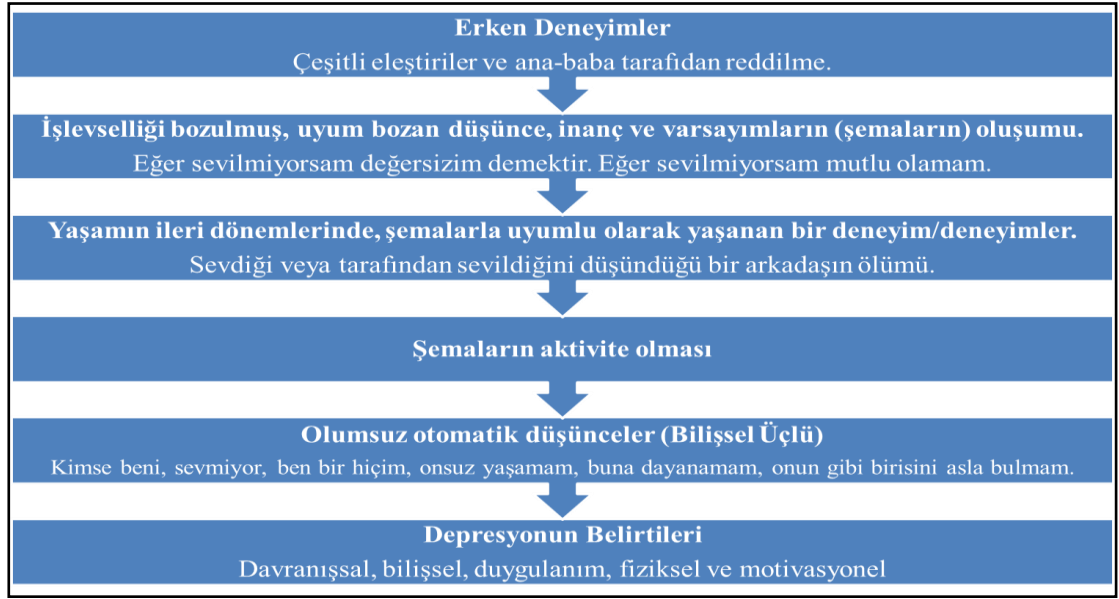 Erken Deneyimler
Çeşitli eleştiriler ve ana-baba tarafıdan reddilme.
İşlevselliği bozulmuş, uyum bozan düşünce, inanç ve varsayımların (şemaların) oluşumu.
Eğer sevilmiyorsam değersizim demektir. Eğer sevilmiyorsam mutlu olamam.
Yaşamın ileri dönemlerinde, şemalarla uyumlu olarak yaşanan bir deneyim/deneyimler.
Sevdiği veya tarafından sevildiğini düşündüğü bir arkadaşın ölümü.
Şemaların aktivite olması
Olumsuz otomatik düşünceler (Bilişsel Üçlü)
Kimse beni, sevmiyor, ben bir hiçim, onsuz yaşamam, buna dayanamam, onun gibi birisini asla bulmam.
Depresyonun Belirtileri
Davranışsal, bilişsel, duygulanım, fiziksel ve motivasyonel